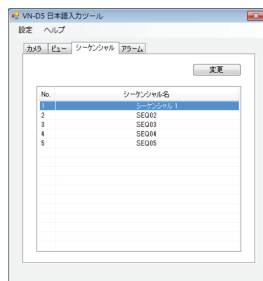 VN-D5 日本語入力ツール
設定 ヘルプ
カメラ ビュー シーケンシャル アラーム
変更
No. シーケンシャル名
1 シーケンシャル 1
2 SEQ02
3 SEQ03
4 SEQ04
5 SEQ05